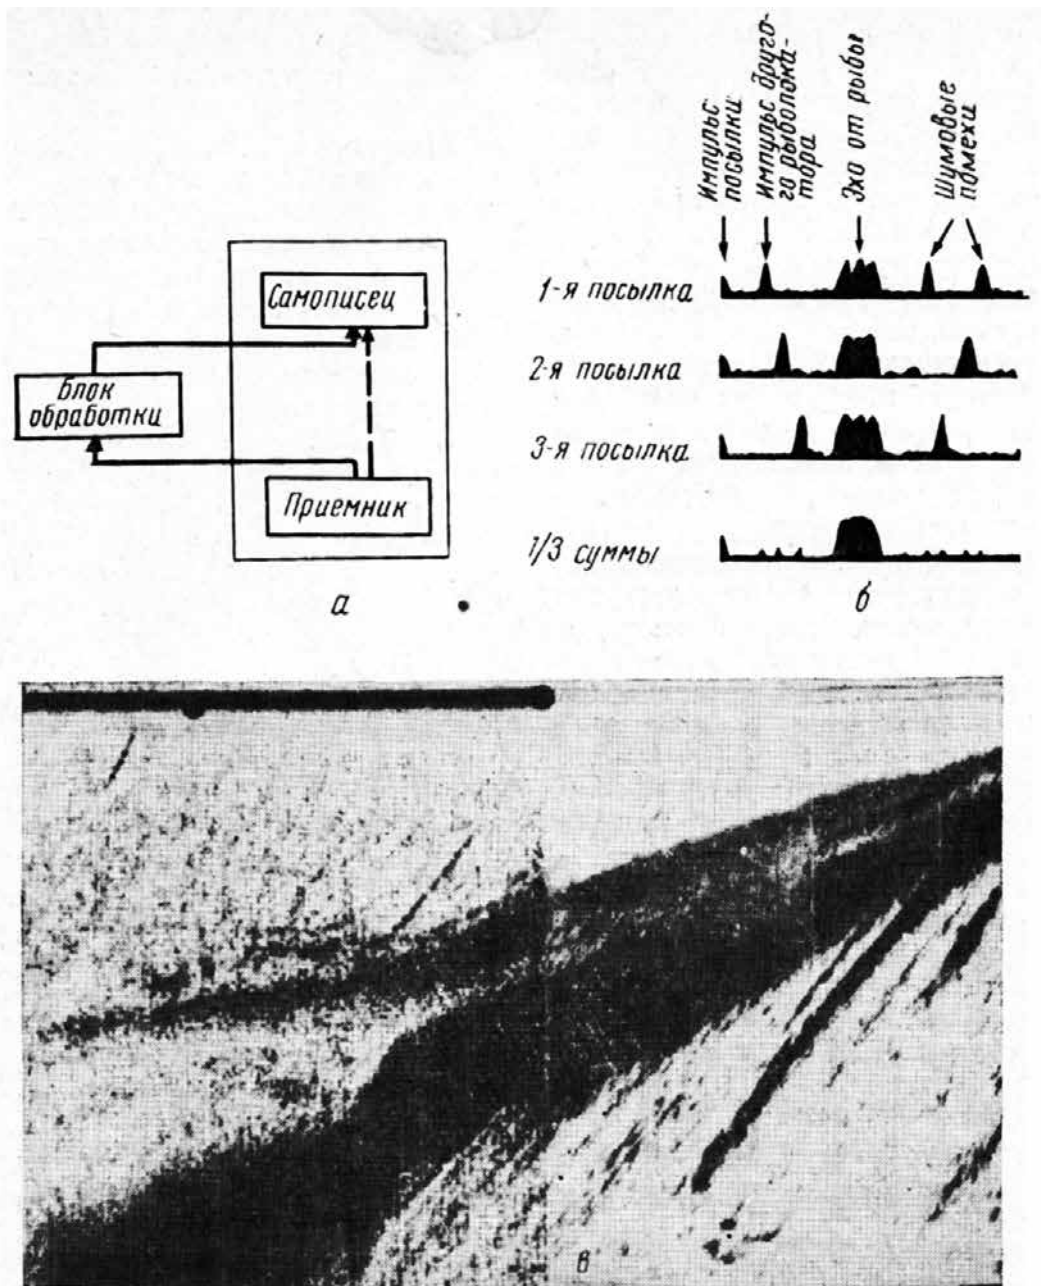 Самописец
Блок
обработки
Приемник
а
Импульс
посылки
Импульс друго-
го рыболока-
тора
Эхо от рыбы
Шумовые
помехи
1-я посылка
2-я посылка
3-я посылка
1/3 суммы
б
в